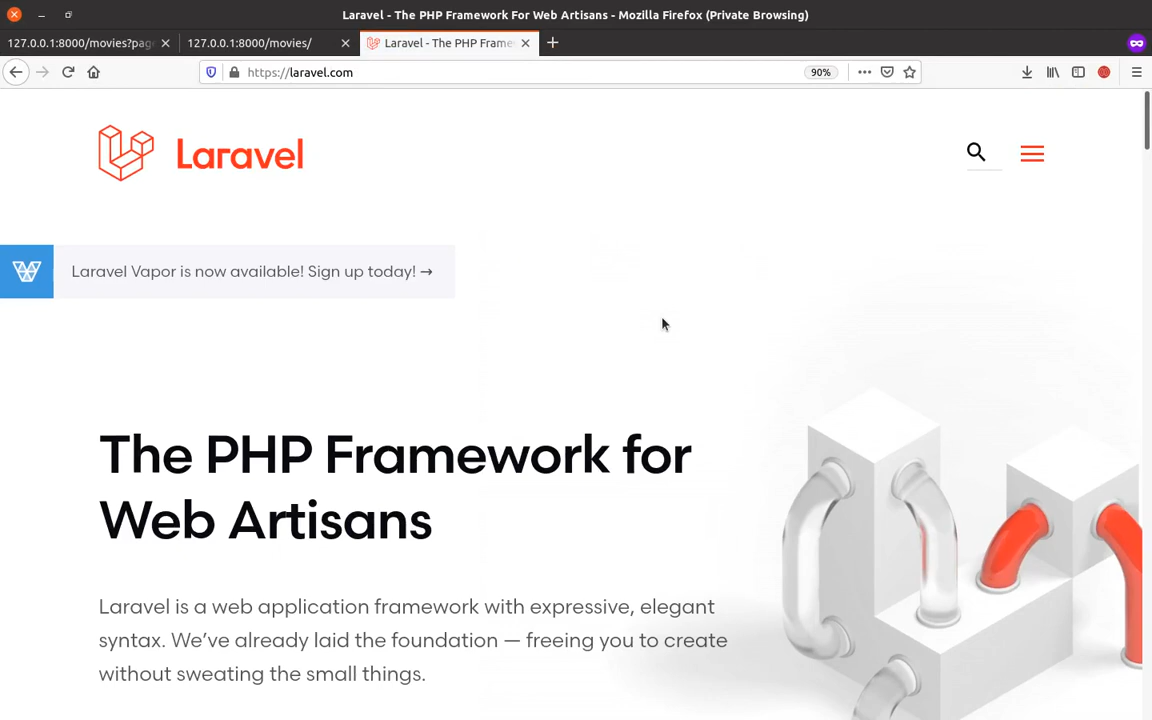 Laravel - The PHP Framework For Web Artisans - Mozilla Firefox (Private Browsing)
127.0.0.1:8000/movies?pag
127.0.0.1:8000/movies/
Laravel - The PHP Frame
https://laravel.com
90%
Laravel
Laravel Vapor is now available! Sign up today! →
The PHP Framework for
Web Artisans
Laravel is a web application framework with expressive, elegant
syntax. We’ve already laid the foundation — freeing you to create
without sweating the small things.